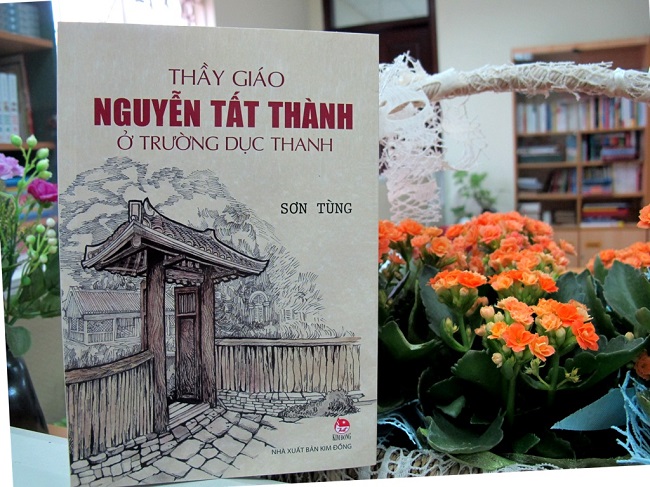 THẦY GIÁO
NGUYỄN TẤT THÀNH
Ở TRƯỜNG DỤC THANH
SƠN TÙNG
KIM ĐỒNG
NHÀ XUẤT BẢN KIM ĐỒNG